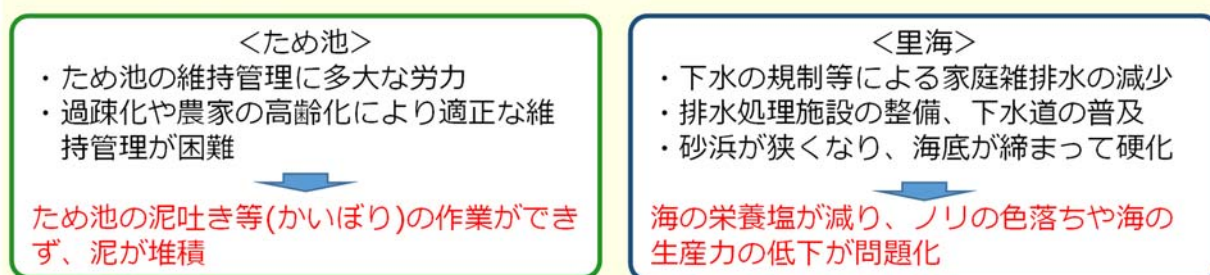 ＜ため池＞
・ため池の維持管理に多大な労力
・過疎化や農家の高齢化により適正な維
持管理が困難
ため池の泥吐き等(かいぼり)の作業ができ
ず、泥が堆積
＜里海＞
・下水の規制等による家庭雑排水の減少
・排水処理施設の整備、下水道の普及
・砂浜が狭くなり、海底が締まって硬化
海の栄養塩が減り、ノリの色落ちや海の
生産力の低下が問題化